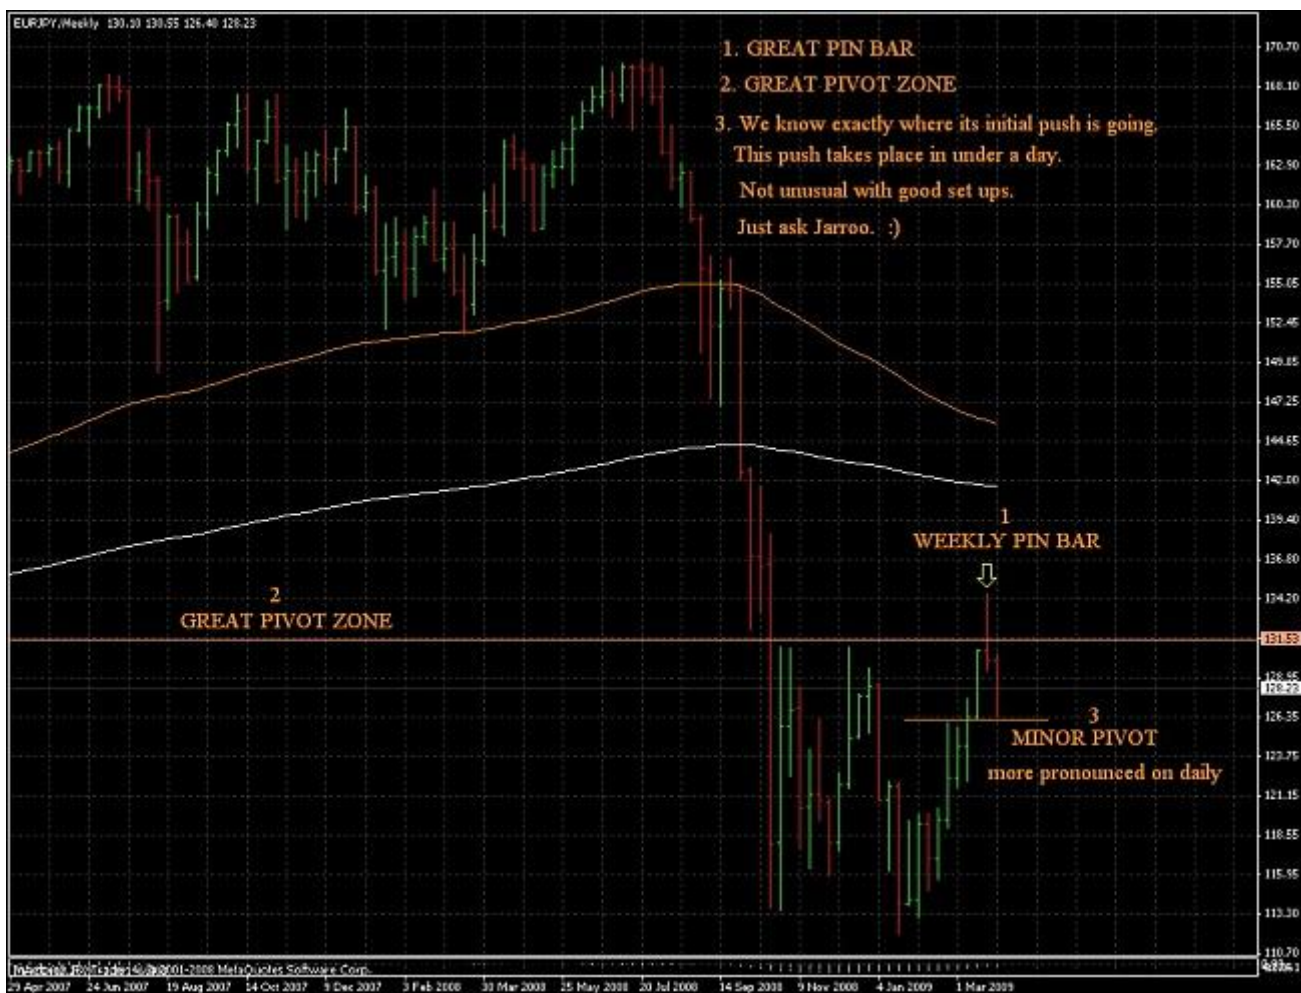 EURJPY,Weekly 130.10 130.55 126.40 128.23
1. GREAT PIN BAR
2. GREAT PIVOT ZONE
3. We know exactly where its initial push is going.
This push takes place in under a day.
Not unusual with good set ups.
Just ask Jarroo. :)
170.70
168.10
165.50
162.90
160.30
157.70
155.05
152.45
149.85
147.25
144.65
142.00
139.40
1
WEEKLY PIN BAR
136.80
134.20
2
GREAT PIVOT ZONE
131.53
128.95
128.23
126.35
3
MINOR PIVOT
more pronounced on daily
123.75
121.15
118.55
115.95
113.30
110.70
2001-2008 MetaQuotes Software Corp.
29 Apr 2007 24 Jun 2007 19 Aug 2007 14 Oct 2007 9 Dec 2007 3 Feb 2008 30 Mar 2008 25 May 2008 20 Jul 2008 14 Sep 2008 9 Nov 2008 4 Jan 2009 1 Mar 2009